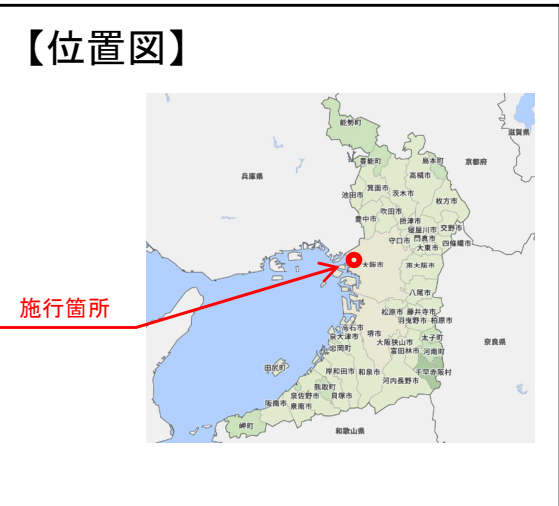 【位置図】
能勢町
滋賀県
豊能町
島本町
京都府
兵庫県
高槻市
箕面市
茨木市
池田市
枚方市
吹田市
豊中市
摂津市
寝屋川市
交野市
守口市
門真市
四條畷市
大東市
大阪市
東大阪市
八尾市
施行箇所
松原市
藤井寺市
羽曳野市
柏原市
高石市
泉大津市
堺市
太子町
大阪狭山市
忠岡町
富田林市
河南町
奈良県
田尻町
岸和田市
和泉市
千早赤阪村
河内長野市
熊取町
泉佐野市
貝塚市
阪南市
泉南市
岬町
和歌山県